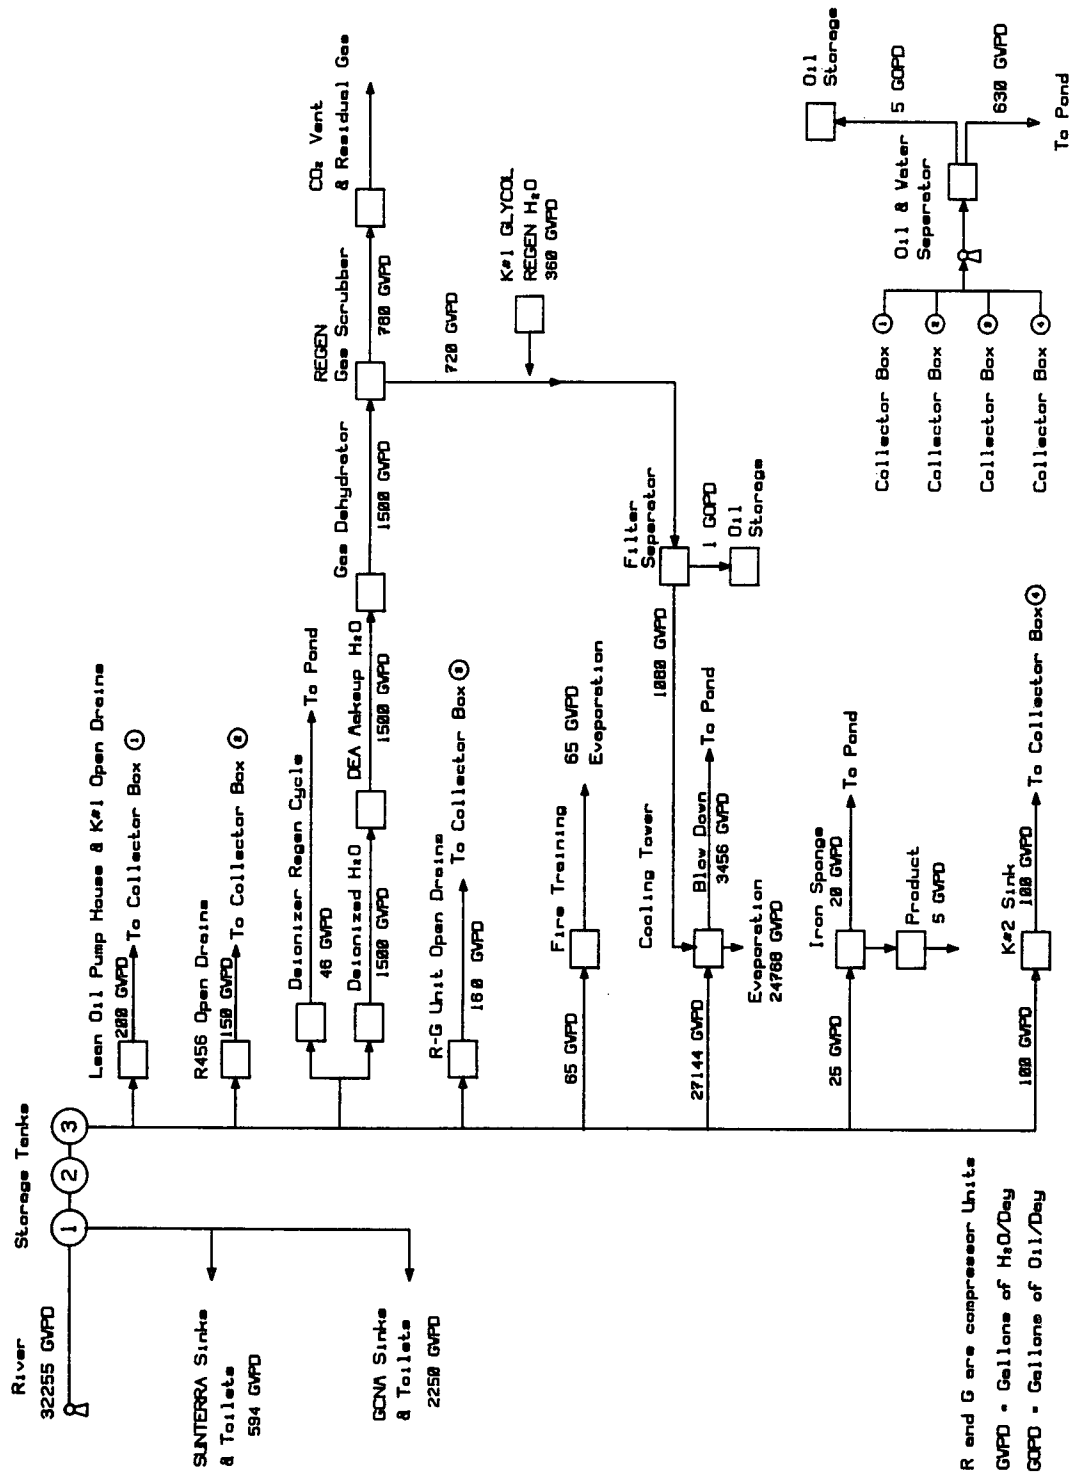 River
32255 GWPD
Storage Tanks
1
2
3
SUNTERRA Sinks
& Toilets
594 GWPD
GCNA Sinks
& Toilets
2250 GWPD
Lean Oil Pump House & K#1 Open Drains
200 GWPD
To Collector Box 1
R456 Open Drains
150 GWPD
To Collector Box 2
Deionizer Regen Cycle
46 GWPD
To Pond
Deionized H₂O
1500 GWPD
DEA Makeup H₂O
1500 GWPD
Gas Dehydrator
1500 GWPD
REGEN
Gas Scrubber
780 GWPD
CO₂ Vent
& Residual Gas
720 GWPD
K#1 GLYCOL
REGEN H₂O
360 GWPD
R-G Unit Open Drains
160 GWPD
To Collector Box 3
Fire Training
65 GWPD
65 GWPD
Evaporation
Filter
Separator
1 GOPD
Oil
Storage
1080 GWPD
Cooling Tower
27144 GWPD
Blow Down
3456 GWPD
To Pond
Evaporation
24768 GWPD
Iron Sponge
25 GWPD
20 GWPD
To Pond
Product
5 GWPD
K#2 Sink
100 GWPD
100 GWPD
To Collector Box 4
Collector Box 1
Collector Box 2
Collector Box 3
Collector Box 4
Oil & Water
Seperator
Oil
Storage
5 GOPD
630 GWPD
To Pond
R and G are compressor Units
GWPD = Gallons of H₂O/Day
GOPD = Gallons of Oil/Day